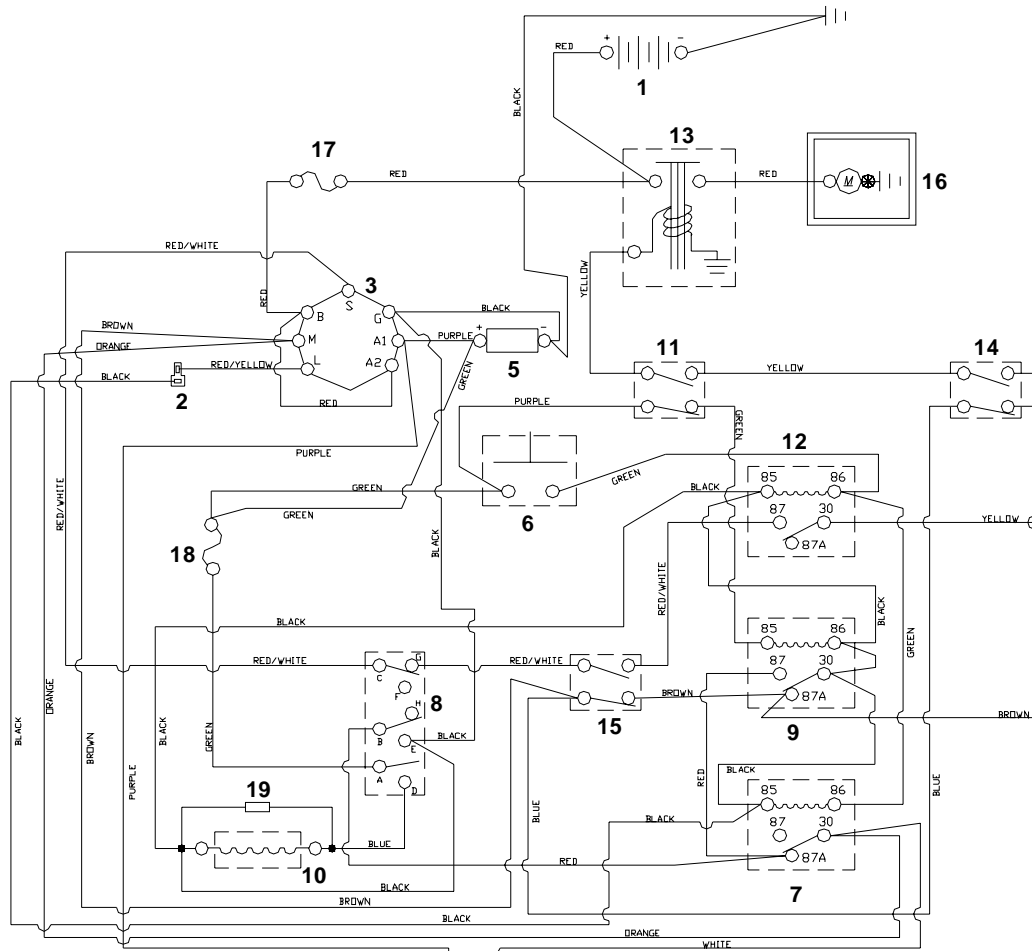 + −
RED
1
BLACK
13
17
RED
RED
M
16
RED/WHITE
YELLOW
3
S
RED
B
G
BLACK
BROWN
M
A1
PURPLE
+ −
ORANGE
L
A2
5
11
14
RED/YELLOW
GREEN
YELLOW
BLACK
2
RED
PURPLE
GREEN
PURPLE
12
GREEN
BLACK
85 86
GREEN
6
87 30
YELLOW
RED/WHITE
GREEN
87A
18
BLACK
RED/WHITE
BLACK
BLACK
GREEN
85 86
RED/WHITE
G
RED/WHITE
C
87 30
F
8
H
BROWN
87A
ORANGE
B
BLACK
15
9
BROWN
BLACK
BROWN
BLACK
GREEN
E
A
PURPLE
D
RED
BLACK
85 86
BLUE
19
BLUE
BLACK
87 30
BLUE
87A
RED
10
BLACK
7
BROWN
BLACK
ORANGE
WHITE